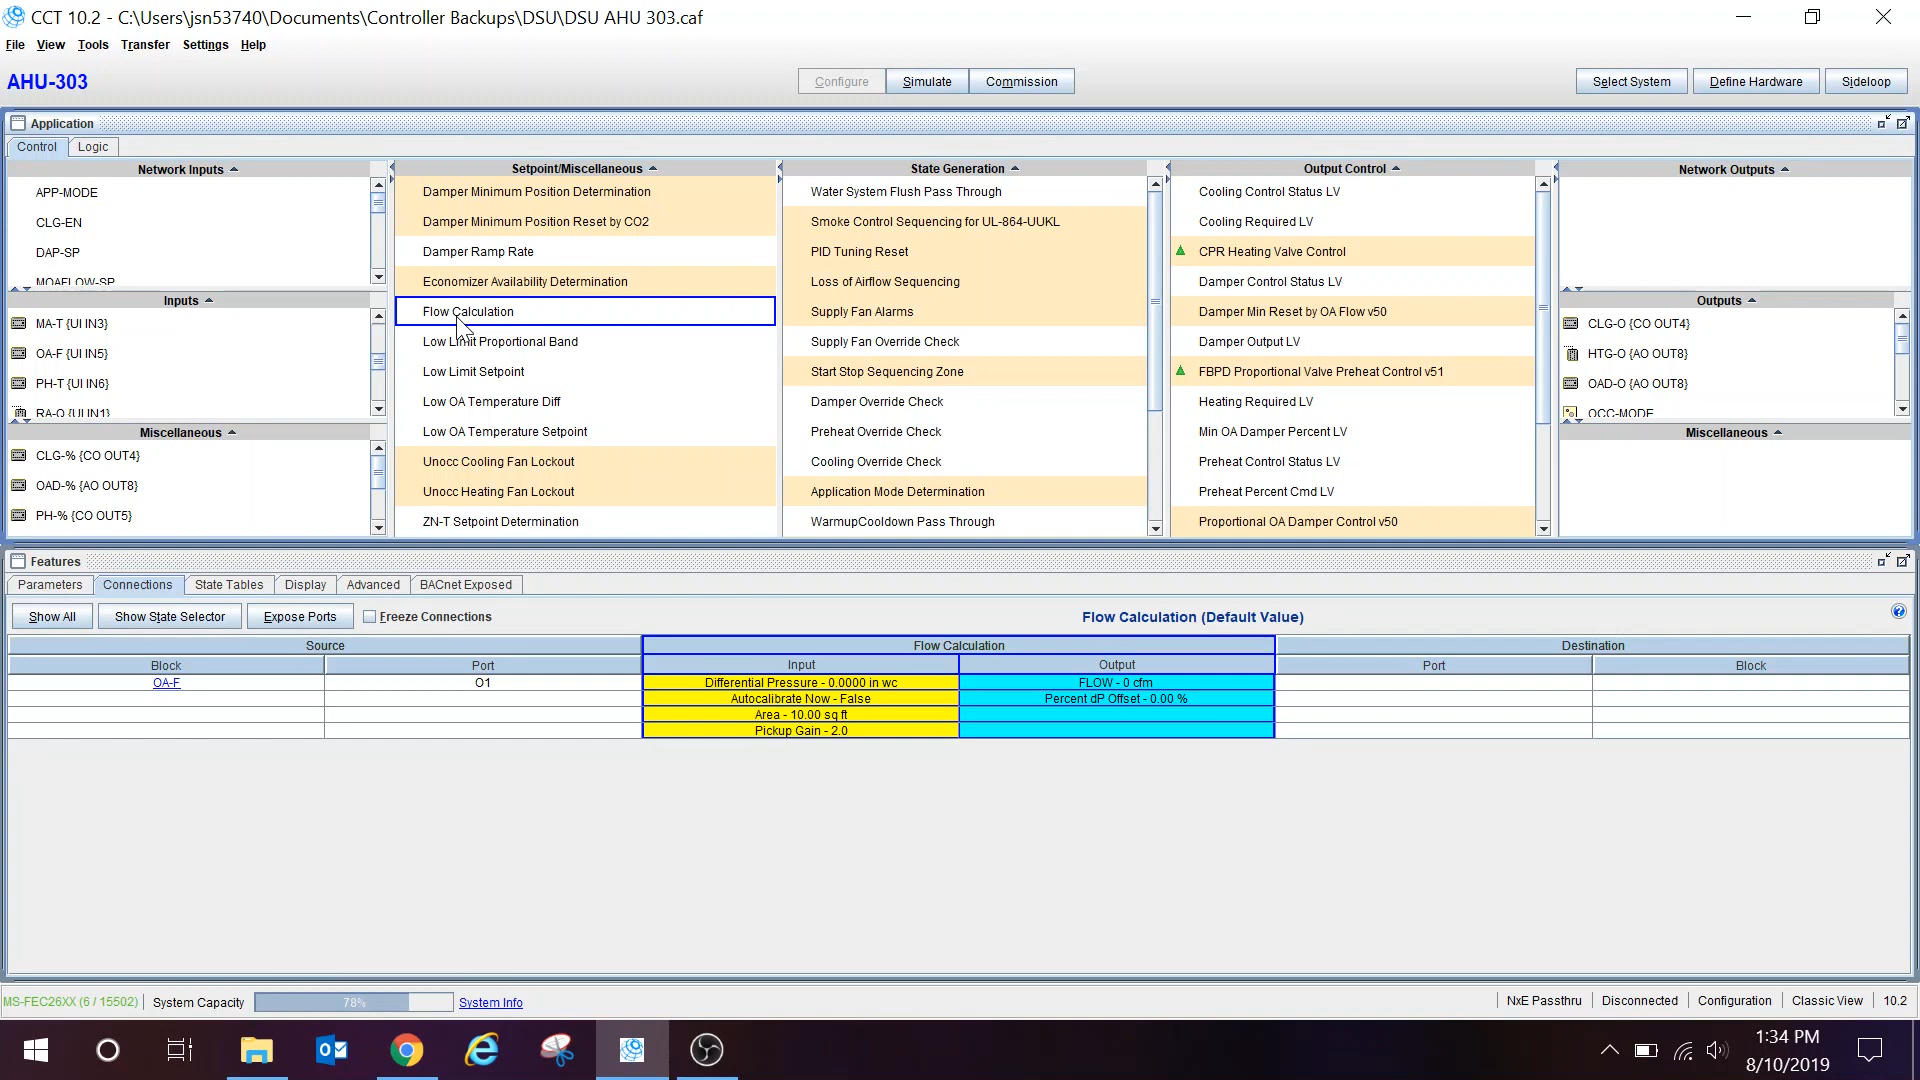 CCT 10.2 - C:\Users\jsn53740\Documents\Controller Backups\DSU\DSU AHU 303.caf
File View Tools Transfer Settings Help
AHU-303
Configure Simulate Commission
Select System Define Hardware Sideloop
Application
Control Logic
Network Inputs
APP-MODE
CLG-EN
DAP-SP
MOAFLOW-SP
Inputs
MA-T {UI IN3}
OA-F {UI IN5}
PH-T {UI IN6}
RA-Q {UI IN1}
Miscellaneous
CLG-% {CO OUT4}
OAD-% {AO OUT8}
PH-% {CO OUT5}
Setpoint/Miscellaneous
Damper Minimum Position Determination
Damper Minimum Position Reset by CO2
Damper Ramp Rate
Economizer Availability Determination
Flow Calculation
Low Limit Proportional Band
Low Limit Setpoint
Low OA Temperature Diff
Low OA Temperature Setpoint
Unocc Cooling Fan Lockout
Unocc Heating Fan Lockout
ZN-T Setpoint Determination
State Generation
Water System Flush Pass Through
Smoke Control Sequencing for UL-864-UUKL
PID Tuning Reset
Loss of Airflow Sequencing
Supply Fan Alarms
Supply Fan Override Check
Start Stop Sequencing Zone
Damper Override Check
Preheat Override Check
Cooling Override Check
Application Mode Determination
WarmupCooldown Pass Through
Output Control
Cooling Control Status LV
Cooling Required LV
CPR Heating Valve Control
Damper Control Status LV
Damper Min Reset by OA Flow v50
Damper Output LV
FBPD Proportional Valve Preheat Control v51
Heating Required LV
Min OA Damper Percent LV
Preheat Control Status LV
Preheat Percent Cmd LV
Proportional OA Damper Control v50
Network Outputs
Outputs
CLG-O {CO OUT4}
HTG-O {AO OUT8}
OAD-O {AO OUT8}
OCC-MODE
Miscellaneous
Features
Parameters Connections State Tables Display Advanced BACnet Exposed
Show All Show State Selector Expose Ports Freeze Connections Flow Calculation (Default Value)
Source Flow Calculation Destination
Block Port Input Output Port Block
OA-F O1 Differential Pressure - 0.0000 in wc FLOW - 0 cfm
Autocalibrate Now - False Percent dP Offset - 0.00 %
Area - 10.00 sq ft
Pickup Gain - 2.0
MS-FEC26XX (6 / 15502) System Capacity 78% System Info
NxE Passthru Disconnected Configuration Classic View 10.2
1:34 PM
8/10/2019